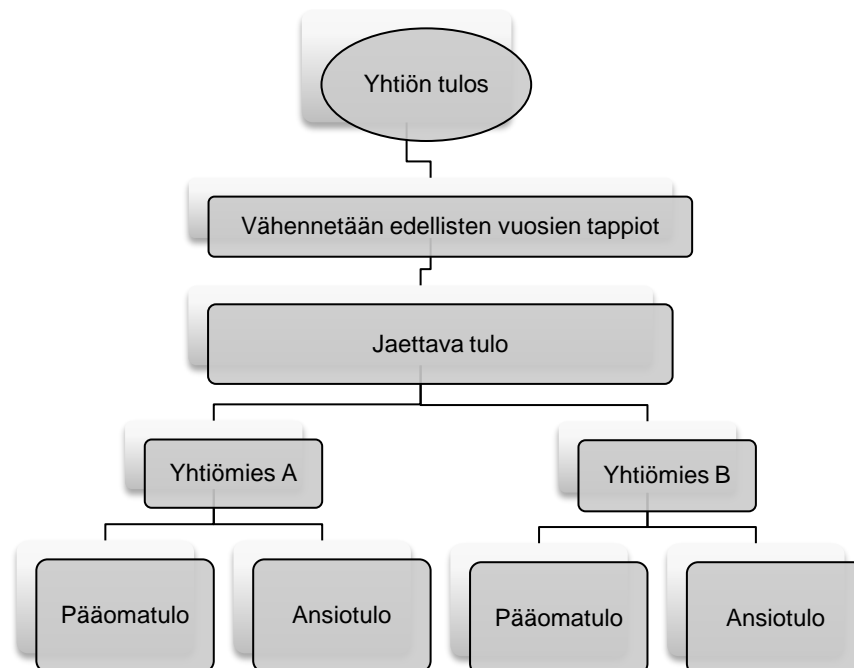 Yhtiön tulos
Vähennetään edellisten vuosien tappiot
Jaettava tulo
Yhtiömies A
Yhtiömies B
Pääomatulo
Ansiotulo
Pääomatulo
Ansiotulo